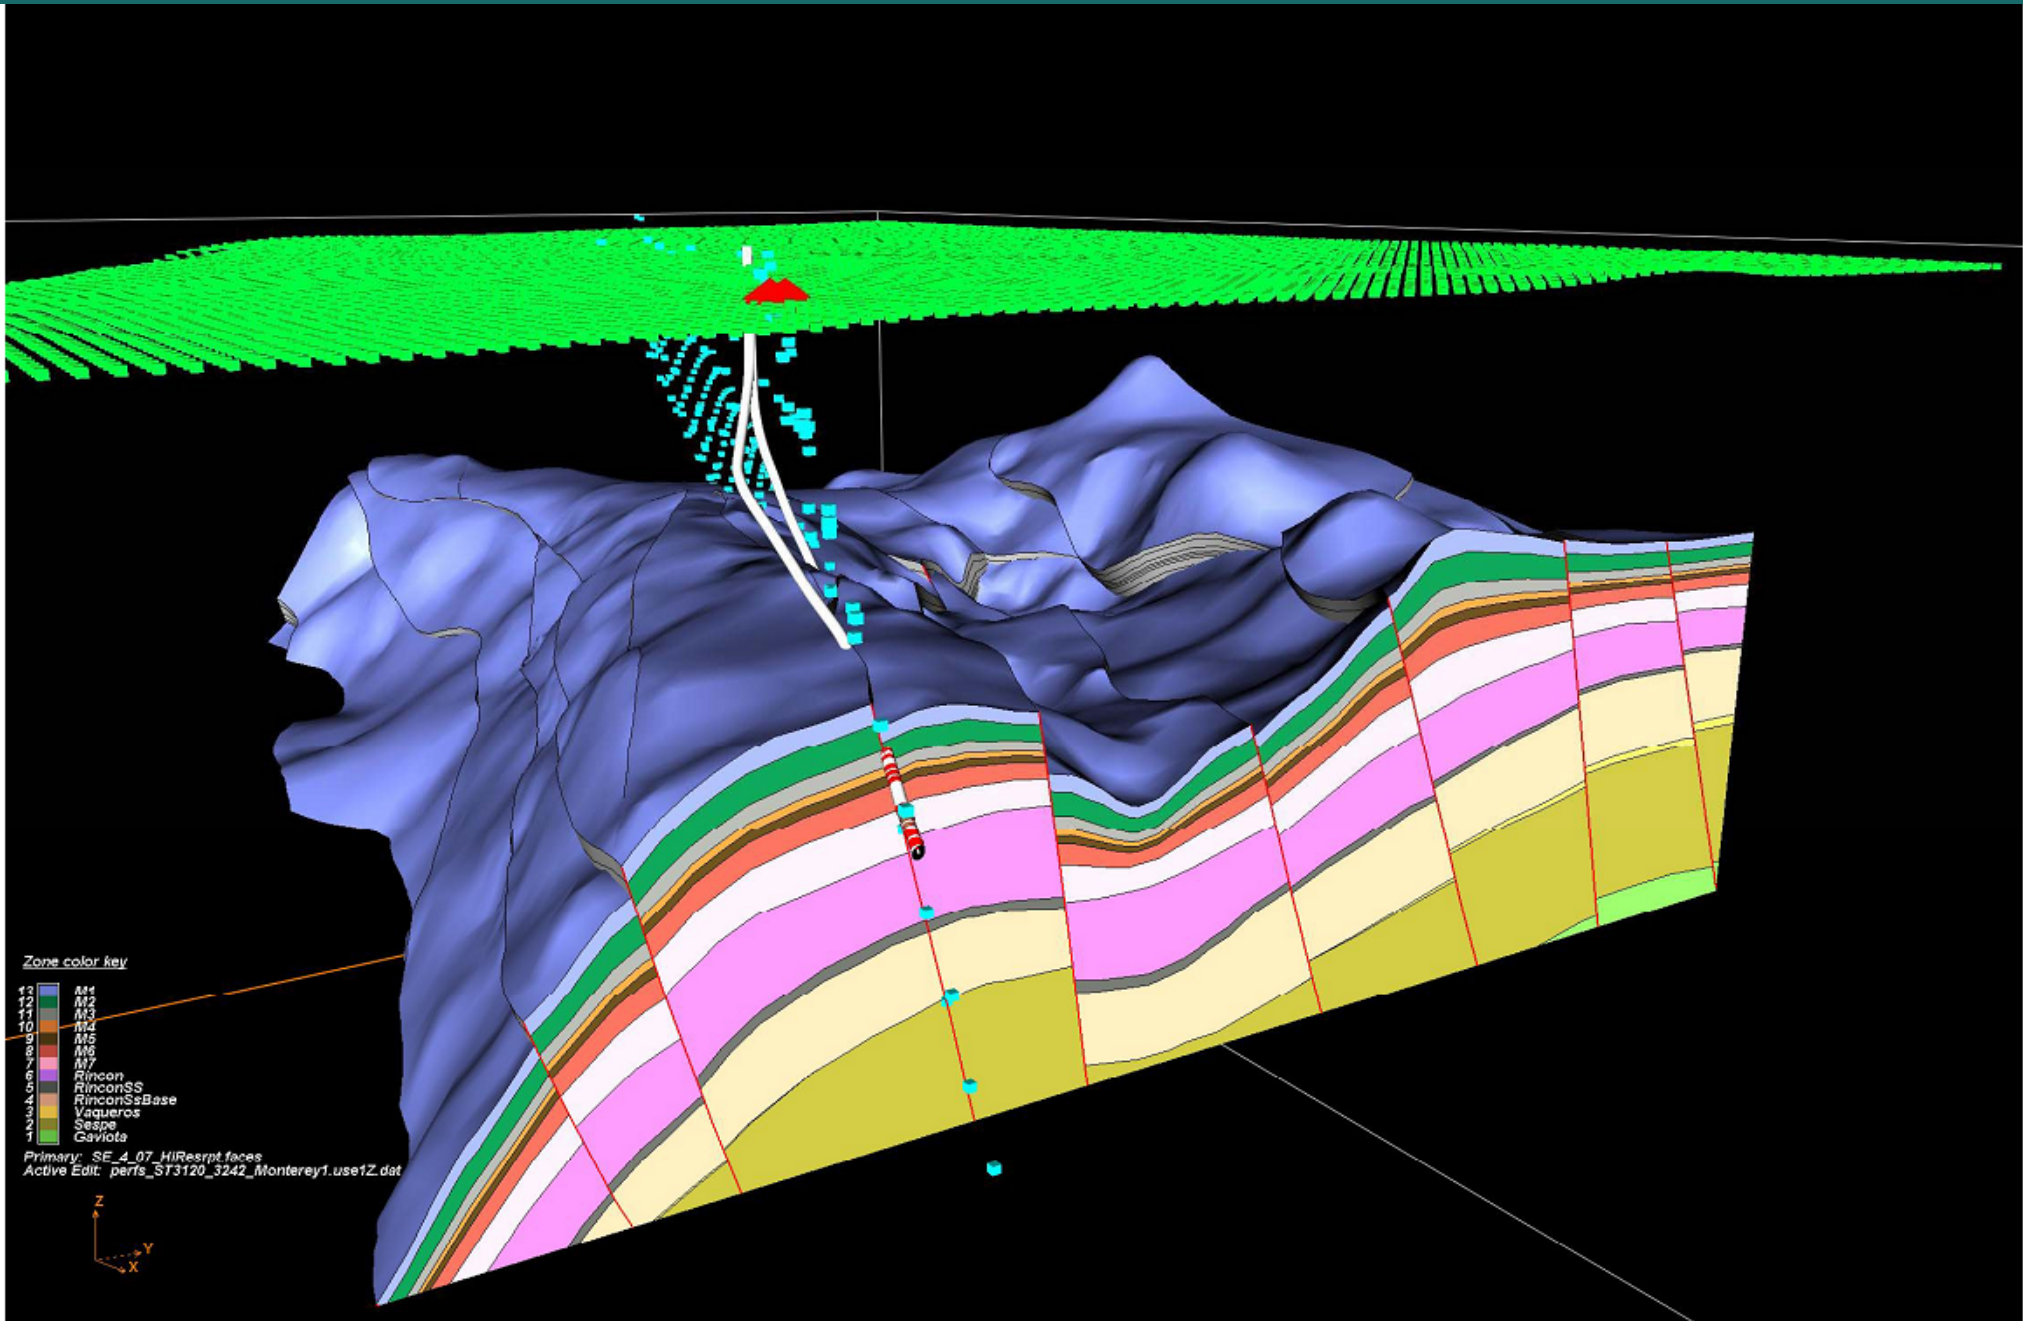 Zone color key
13 M1
12 M2
11 M3
10 M4
9 M5
8 M6
7 M7
6 Rincon
5 RinconSS
4 RinconSsBase
3 Vaqueros
2 Sespe
1 Gaviota
Primary: SE_4_07_HiResrpt.faces
Active Edit: perfs_ST3120_3242_Monterey1.use1Z.dat
Z
Y
X